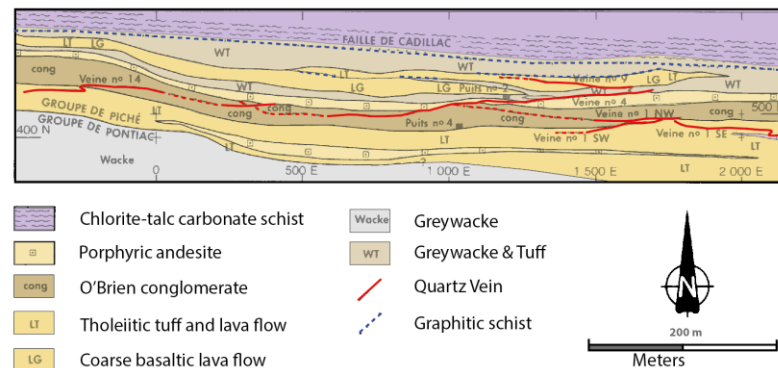 FAILLE DE CADILLAC
LT
LG
WT
WT
LT
cong
Veine nº 14
WT
LG
LG
Puits nº 2
Veine nº 9
WT
LG
LT
Veine nº 4
cong
cong
GROUPE DE PICHÉ
LT
cong
Puits nº 4
cong
Veine nº 1 NW
cong
500
400 N
GROUPE DE PONTIAC
LT
LT
Veine nº 1 SW
Veine nº 1 SE
Wacke
LT
?
LT
0
500 E
1 000 E
1 500 E
2 000 E
Chlorite-talc carbonate schist
Porphyric andesite
cong O'Brien conglomerate
LT Tholeiitic tuff and lava flow
LG Coarse basaltic lava flow
Wacke Greywacke
WT Greywacke & Tuff
Quartz Vein
Graphitic schist
N
200 m
Meters